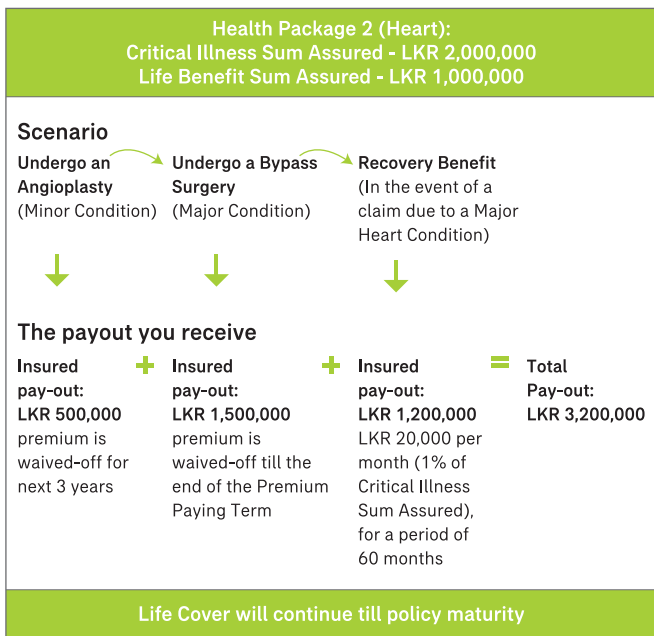 Health Package 2 (Heart):
Critical Illness Sum Assured - LKR 2,000,000
Life Benefit Sum Assured - LKR 1,000,000
Scenario
Undergo an
Angioplasty
(Minor Condition)
Undergo a Bypass
Surgery
(Major Condition)
Recovery Benefit
(In the event of a
claim due to a Major
Heart Condition)
The payout you receive
Insured
pay-out:
LKR 500,000
premium is
waived-off for
next 3 years
+
Insured
pay-out:
LKR 1,500,000
premium is
waived-off till the
end of the Premium
Paying Term
+
Insured
pay-out:
LKR 1,200,000
LKR 20,000 per
month (1% of
Critical Illness
Sum Assured),
for a period of
60 months
=
Total
Pay-out:
LKR 3,200,000
Life Cover will continue till policy maturity